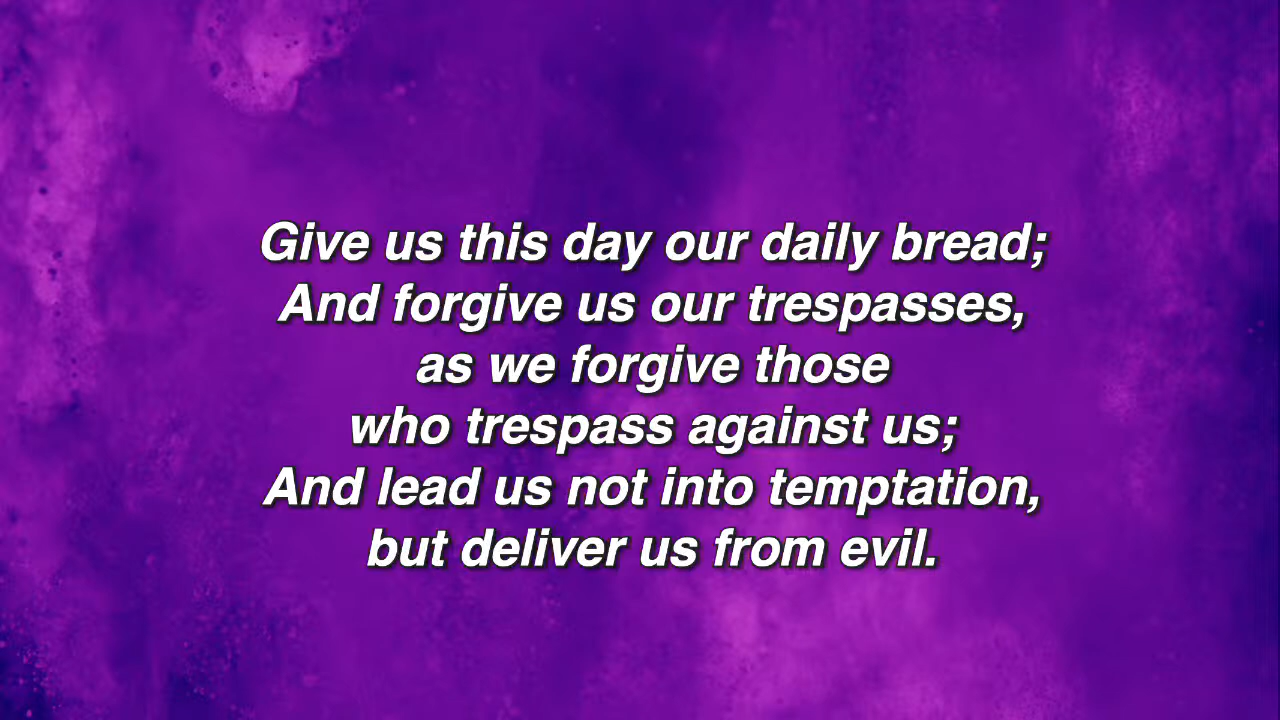 Give us this day our daily bread;
And forgive us our trespasses,
as we forgive those
who trespass against us;
And lead us not into temptation,
but deliver us from evil.